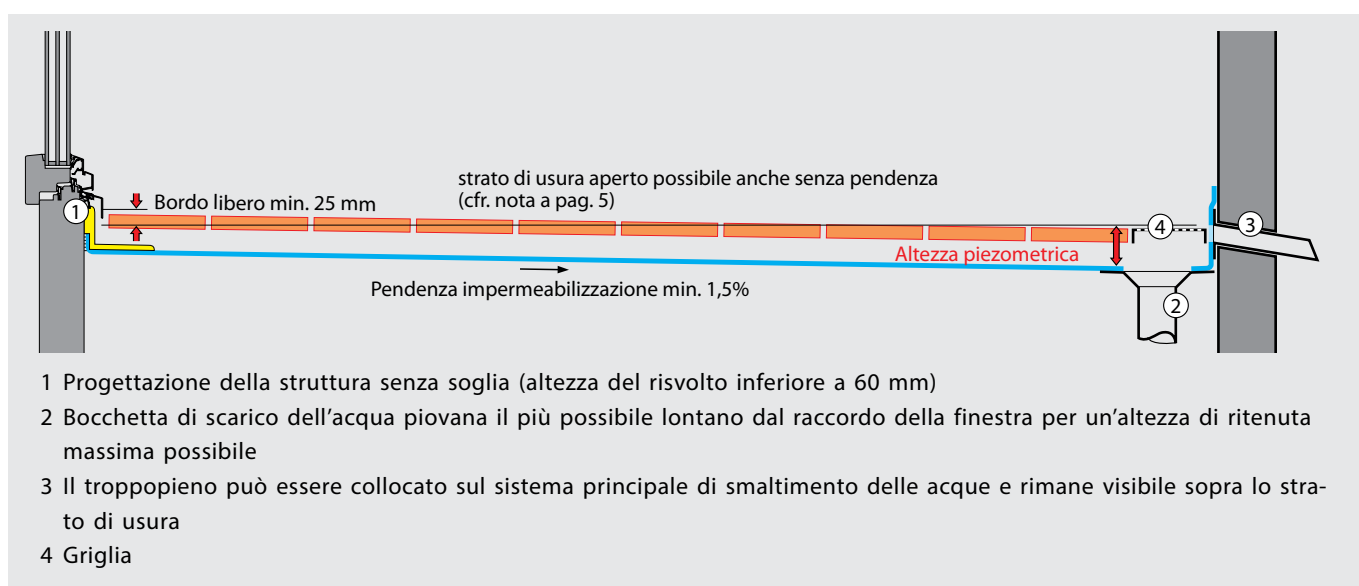 strato di usura aperto possibile anche senza pendenza
(cfr. nota a pag. 5)
Bordo libero min. 25 mm
1
4
3
Altezza piezometrica
Pendenza impermeabilizzazione min. 1,5%
2
1 Progettazione della struttura senza soglia (altezza del risvolto inferiore a 60 mm)
2 Bocchetta di scarico dell’acqua piovana il più possibile lontano dal raccordo della finestra per un’altezza di ritenuta
massima possibile
3 Il troppopieno può essere collocato sul sistema principale di smaltimento delle acque e rimane visibile sopra lo stra-
to di usura
4 Griglia